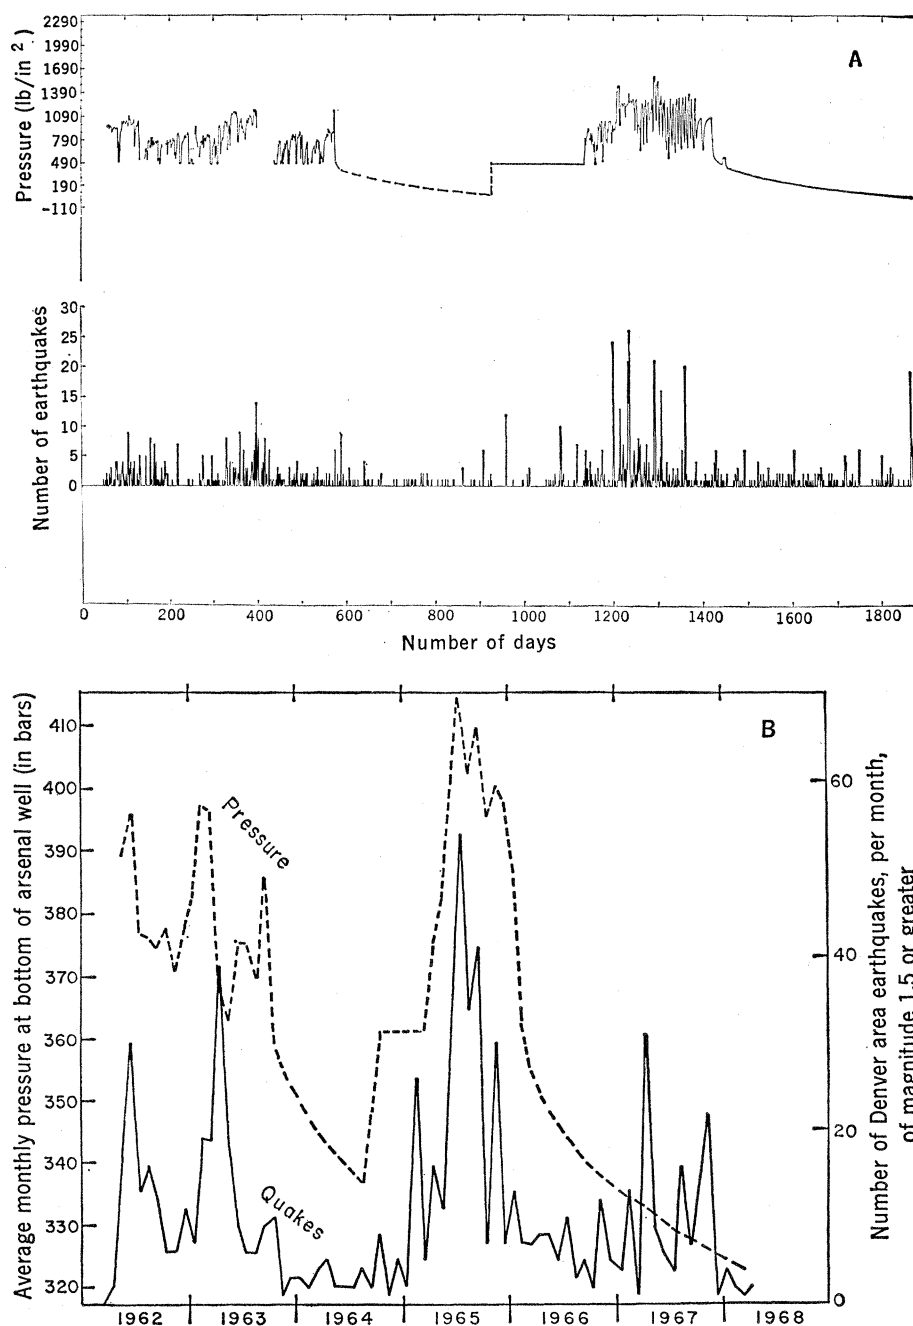 2290
1990
1690
1390
1090
790
490
190
-110
Pressure (lb/in²)
A
30
25
20
15
10
5
0
Number of earthquakes
0 200 400 600 800 1000 1200 1400 1600 1800
Number of days
410
400
390
380
370
360
350
340
330
320
Average monthly pressure at bottom of arsenal well (in bars)
B
Pressure
Quakes
60
40
20
0
Number of Denver area earthquakes, per month,
of magnitude 1.5 or greater
1962 1963 1964 1965 1966 1967 1968